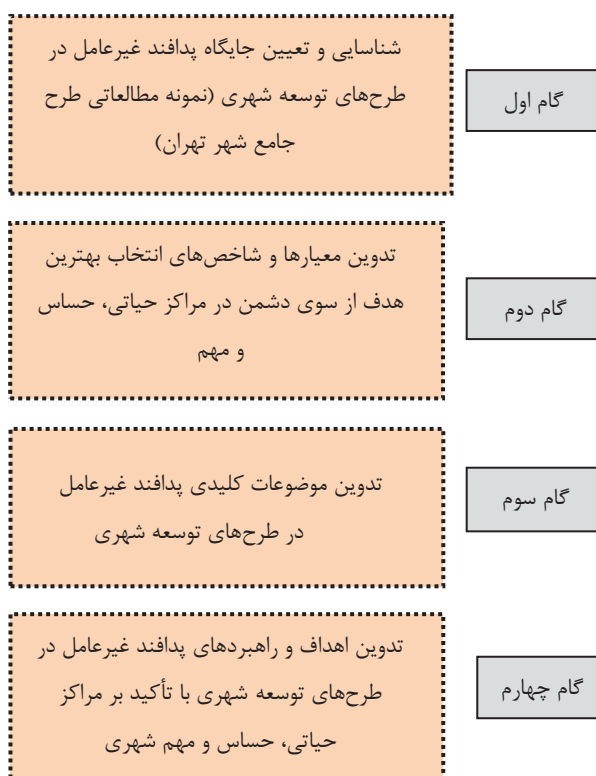 گام اول
شناسایی و تعیین جایگاه پدافند غیرعامل در
طرح‌های توسعه شهری (نمونه مطالعاتی طرح
جامع شهر تهران)
گام دوم
تدوین معیارها و شاخص‌های انتخاب بهترین
هدف از سوی دشمن در مراکز حیاتی، حساس
و مهم
گام سوم
تدوین موضوعات کلیدی پدافند غیرعامل
در طرح‌های توسعه شهری
گام چهارم
تدوین اهداف و راهبردهای پدافند غیرعامل در
طرح‌های توسعه شهری با تأکید بر مراکز
حیاتی، حساس و مهم شهری